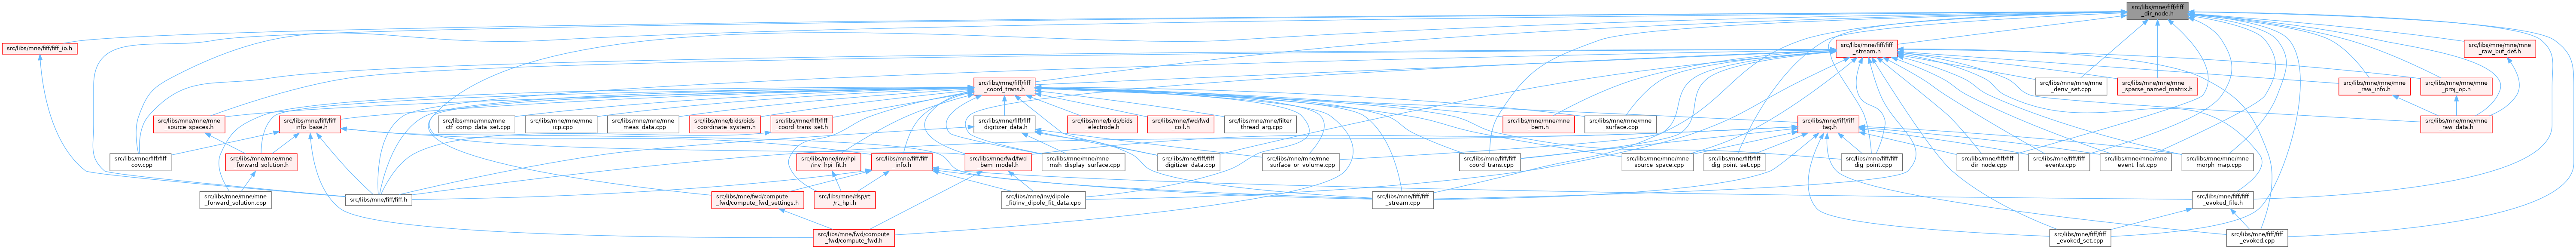 src/libs/mne/fiff/fiff
_dir_node.h
src/libs/mne/fiff/fiff_io.h
src/libs/mne/fiff/fiff
_stream.h
src/libs/mne/mne/mne
_raw_buf_def.h
src/libs/mne/fiff/fiff
_coord_trans.h
src/libs/mne/mne/mne
_deriv_set.cpp
src/libs/mne/mne/mne
_sparse_named_matrix.h
src/libs/mne/mne/mne
_raw_info.h
src/libs/mne/mne/mne
_proj_op.h
src/libs/mne/mne/mne
_source_spaces.h
src/libs/mne/fiff/fiff
_info_base.h
src/libs/mne/mne/mne
_ctf_comp_data_set.cpp
src/libs/mne/mne/mne
_icp.cpp
src/libs/mne/mne/mne
_meas_data.cpp
src/libs/mne/bids/bids
_coordinate_system.h
src/libs/mne/fiff/fiff
_coord_trans_set.h
src/libs/mne/fiff/fiff
_digitizer_data.h
src/libs/mne/bids/bids
_electrode.h
src/libs/mne/fwd/fwd
_coil.h
src/libs/mne/mne/filter
_thread_arg.cpp
src/libs/mne/mne/mne
_bem.h
src/libs/mne/mne/mne
_surface.cpp
src/libs/mne/fiff/fiff
_tag.h
src/libs/mne/mne/mne
_raw_data.h
src/libs/mne/fiff/fiff
_cov.cpp
src/libs/mne/mne/mne
_forward_solution.h
src/libs/mne/inv/hpi
/inv_hpi_fit.h
src/libs/mne/fiff/fiff
_info.h
src/libs/mne/fwd/fwd
_bem_model.h
src/libs/mne/mne/mne
_msh_display_surface.cpp
src/libs/mne/fiff/fiff
_digitizer_data.cpp
src/libs/mne/mne/mne
_surface_or_volume.cpp
src/libs/mne/fiff/fiff
_coord_trans.cpp
src/libs/mne/mne/mne
_source_space.cpp
src/libs/mne/fiff/fiff
_dig_point_set.cpp
src/libs/mne/fiff/fiff
_dig_point.cpp
src/libs/mne/fiff/fiff
_dir_node.cpp
src/libs/mne/fiff/fiff
_events.cpp
src/libs/mne/mne/mne
_event_list.cpp
src/libs/mne/mne/mne
_morph_map.cpp
src/libs/mne/mne/mne
_forward_solution.cpp
src/libs/mne/fiff/fiff.h
src/libs/mne/fwd/compute
_fwd/compute_fwd_settings.h
src/libs/mne/dsp/rt
/rt_hpi.h
src/libs/mne/inv/dipole
_fit/inv_dipole_fit_data.cpp
src/libs/mne/fiff/fiff
_stream.cpp
src/libs/mne/fiff/fiff
_evoked_file.h
src/libs/mne/fwd/compute
_fwd/compute_fwd.h
src/libs/mne/fiff/fiff
_evoked_set.cpp
src/libs/mne/fiff/fiff
_evoked.cpp